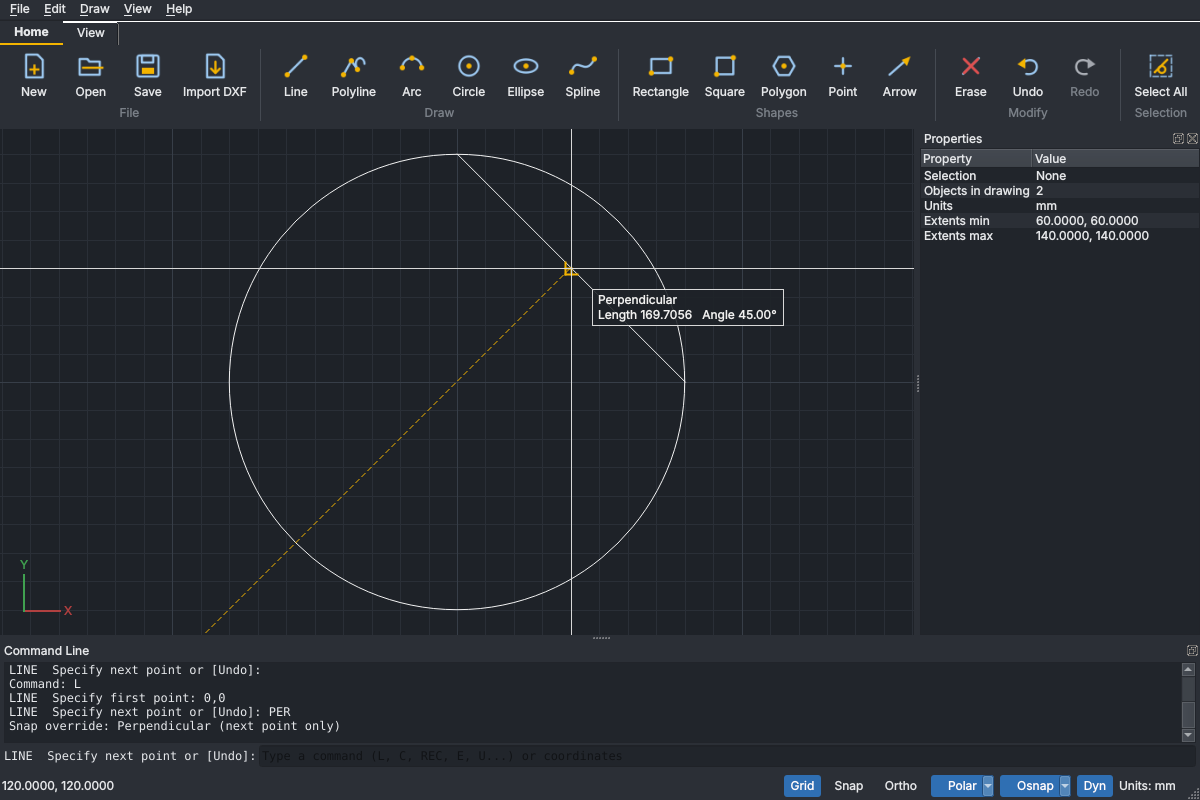 File Edit Draw View Help
Home View
New Open Save Import DXF Line Polyline Arc Circle Ellipse Spline Rectangle Square Polygon Point Arrow Erase Undo Redo Select All
File Draw Shapes Modify Selection
Properties
Property Value
Selection None
Objects in drawing 2
Units mm
Extents min 60.0000, 60.0000
Extents max 140.0000, 140.0000
Perpendicular
Length 169.7056 Angle 45.00°
Y
X
Command Line
LINE Specify next point or [Undo]:
Command: L
LINE Specify first point: 0,0
LINE Specify next point or [Undo]: PER
Snap override: Perpendicular (next point only)
LINE Specify next point or [Undo]: Type a command (L, C, REC, E, U...) or coordinates
120.0000, 120.0000 Grid Snap Ortho Polar Osnap Dyn Units: mm